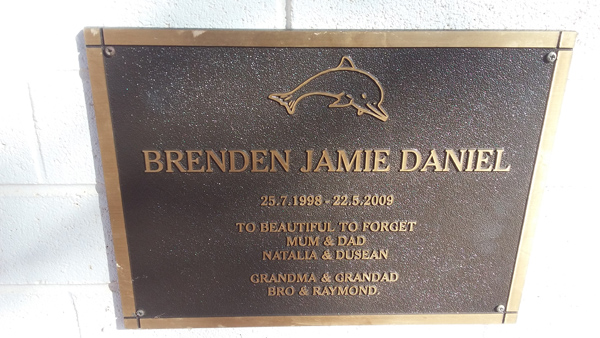 BRENDEN JAMIE DANIEL
25.7.1998 - 22.5.2009
TO BEAUTIFUL TO FORGET
MUM & DAD
NATALIA & DUSEAN
GRANDMA & GRANDAD
BRO & RAYMOND.